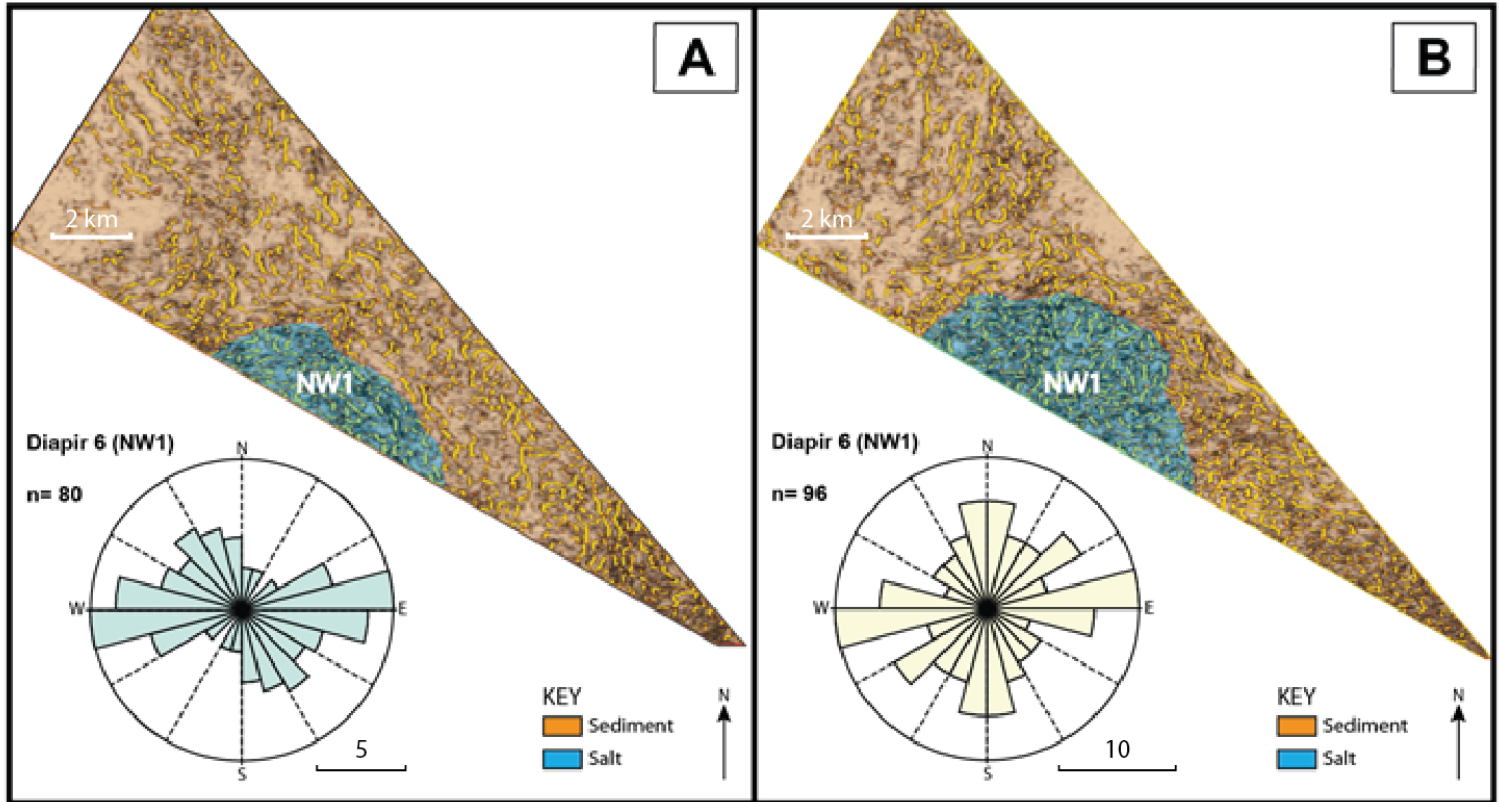 A
2 km
NW1
Diapir 6 (NW1)
n= 80
N
W
E
S
5
KEY
Sediment
Salt
N
B
2 km
NW1
Diapir 6 (NW1)
n= 96
N
W
E
S
10
KEY
Sediment
Salt
N